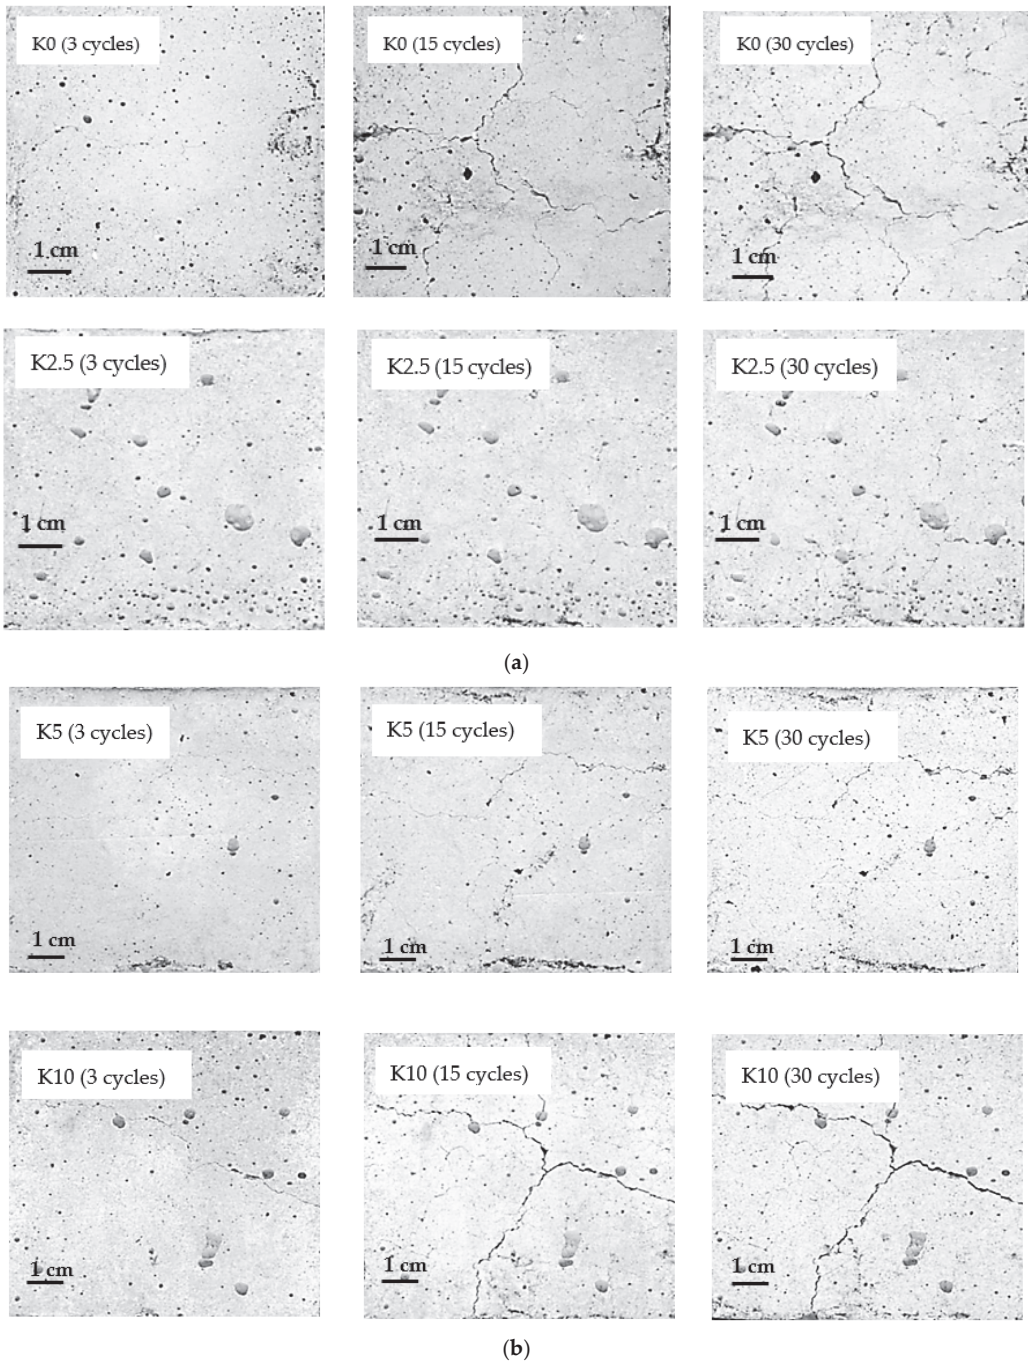 K0 (3 cycles)
K0 (15 cycles)
K0 (30 cycles)
1 cm
1 cm
1 cm
K2.5 (3 cycles)
K2.5 (15 cycles)
K2.5 (30 cycles)
1 cm
1 cm
1 cm
(a)
K5 (3 cycles)
K5 (15 cycles)
K5 (30 cycles)
1 cm
1 cm
1 cm
K10 (3 cycles)
K10 (15 cycles)
K10 (30 cycles)
1 cm
1 cm
1 cm
(b)